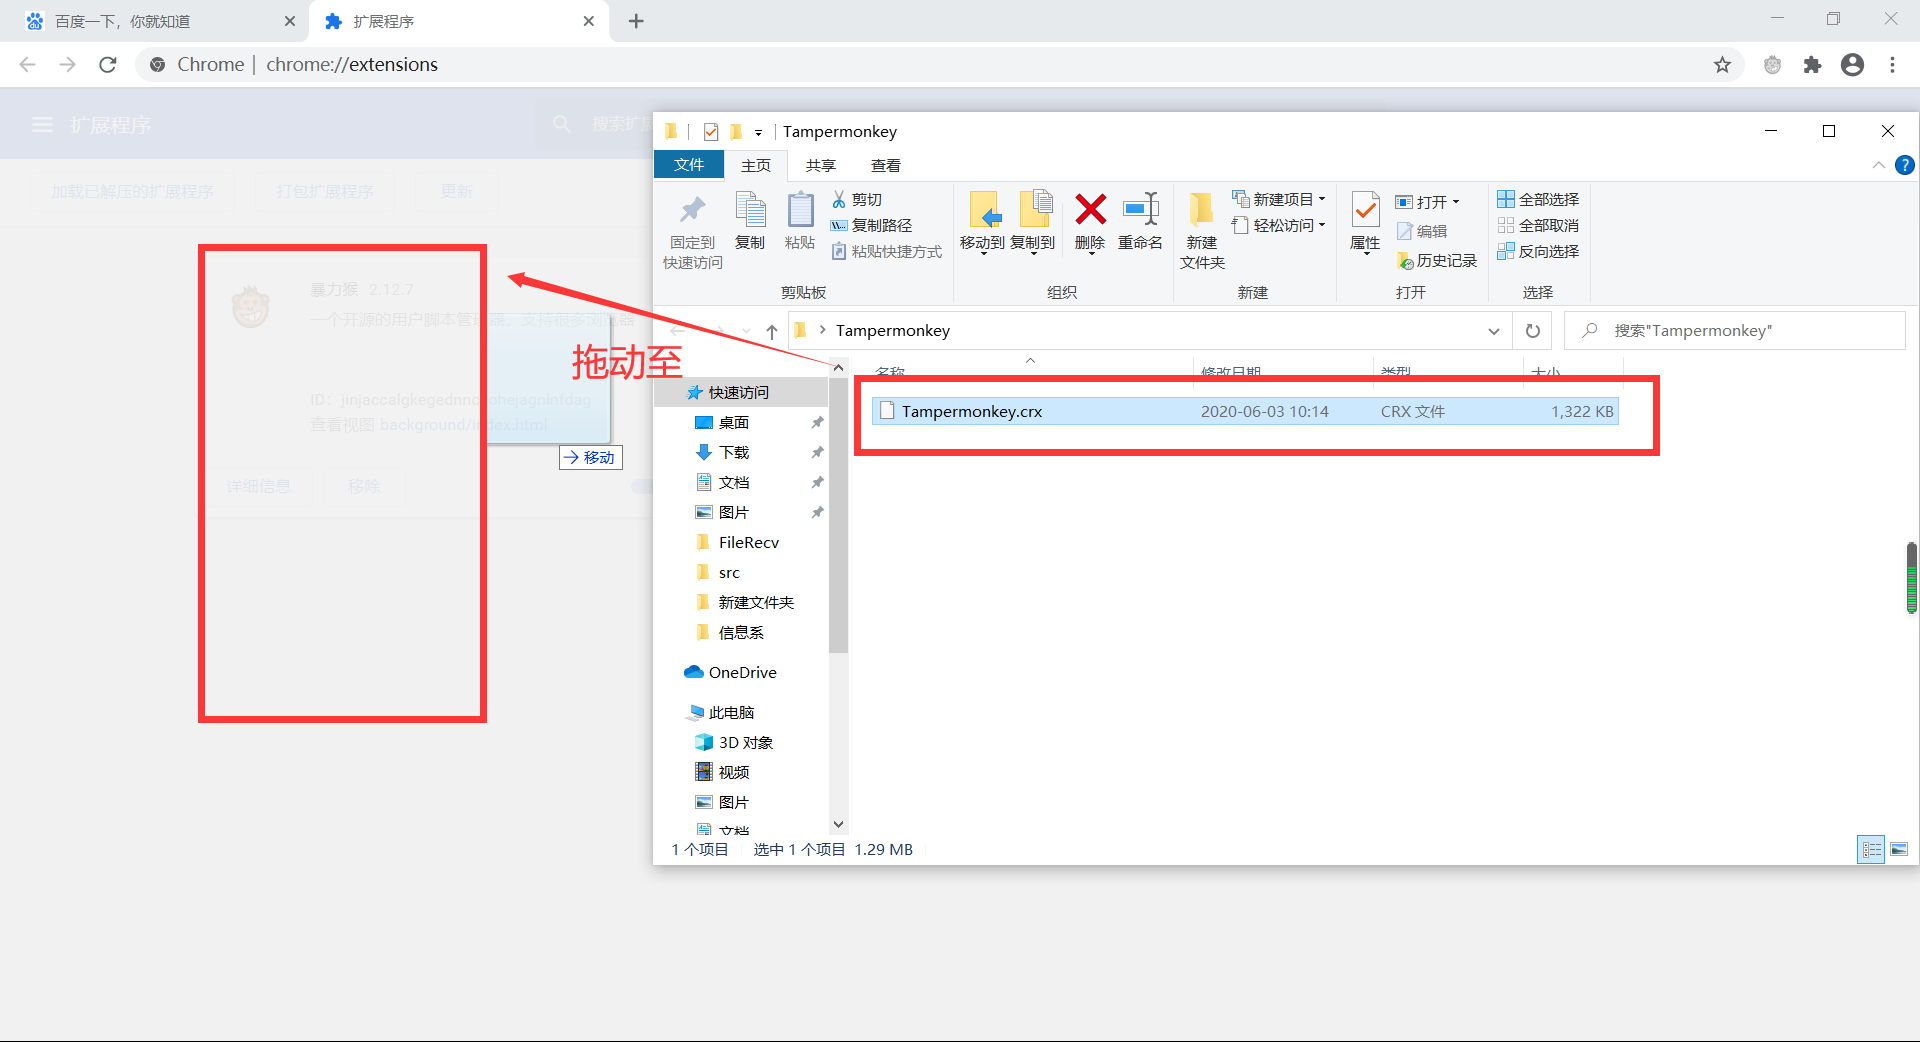 百度一下，你就知道
扩展程序
Chrome | chrome://extensions
扩展程序
搜索扩展
加载已解压的扩展程序
打包扩展程序
更新
暴力猴 2.12.7
一个开源的用户脚本管理器，支持很多浏览器
查看视图 background/index.html
详细信息
移除
拖动至
移动
Tampermonkey
文件
主页
共享
查看
固定到
快速访问
复制
粘贴
剪切
复制路径
粘贴快捷方式
剪贴板
移动到
复制到
删除
重命名
组织
新建
文件夹
新建项目
轻松访问
新建
属性
打开
编辑
历史记录
打开
全部选择
全部取消
反向选择
选择
Tampermonkey
搜索"Tampermonkey"
名称
修改日期
类型
大小
Tampermonkey.crx
2020-06-03 10:14
CRX 文件
1,322 KB
快速访问
桌面
下载
文档
图片
FileRecv
src
新建文件夹
信息系
OneDrive
此电脑
3D 对象
视频
图片
文档
1 个项目
选中 1 个项目 1.29 MB